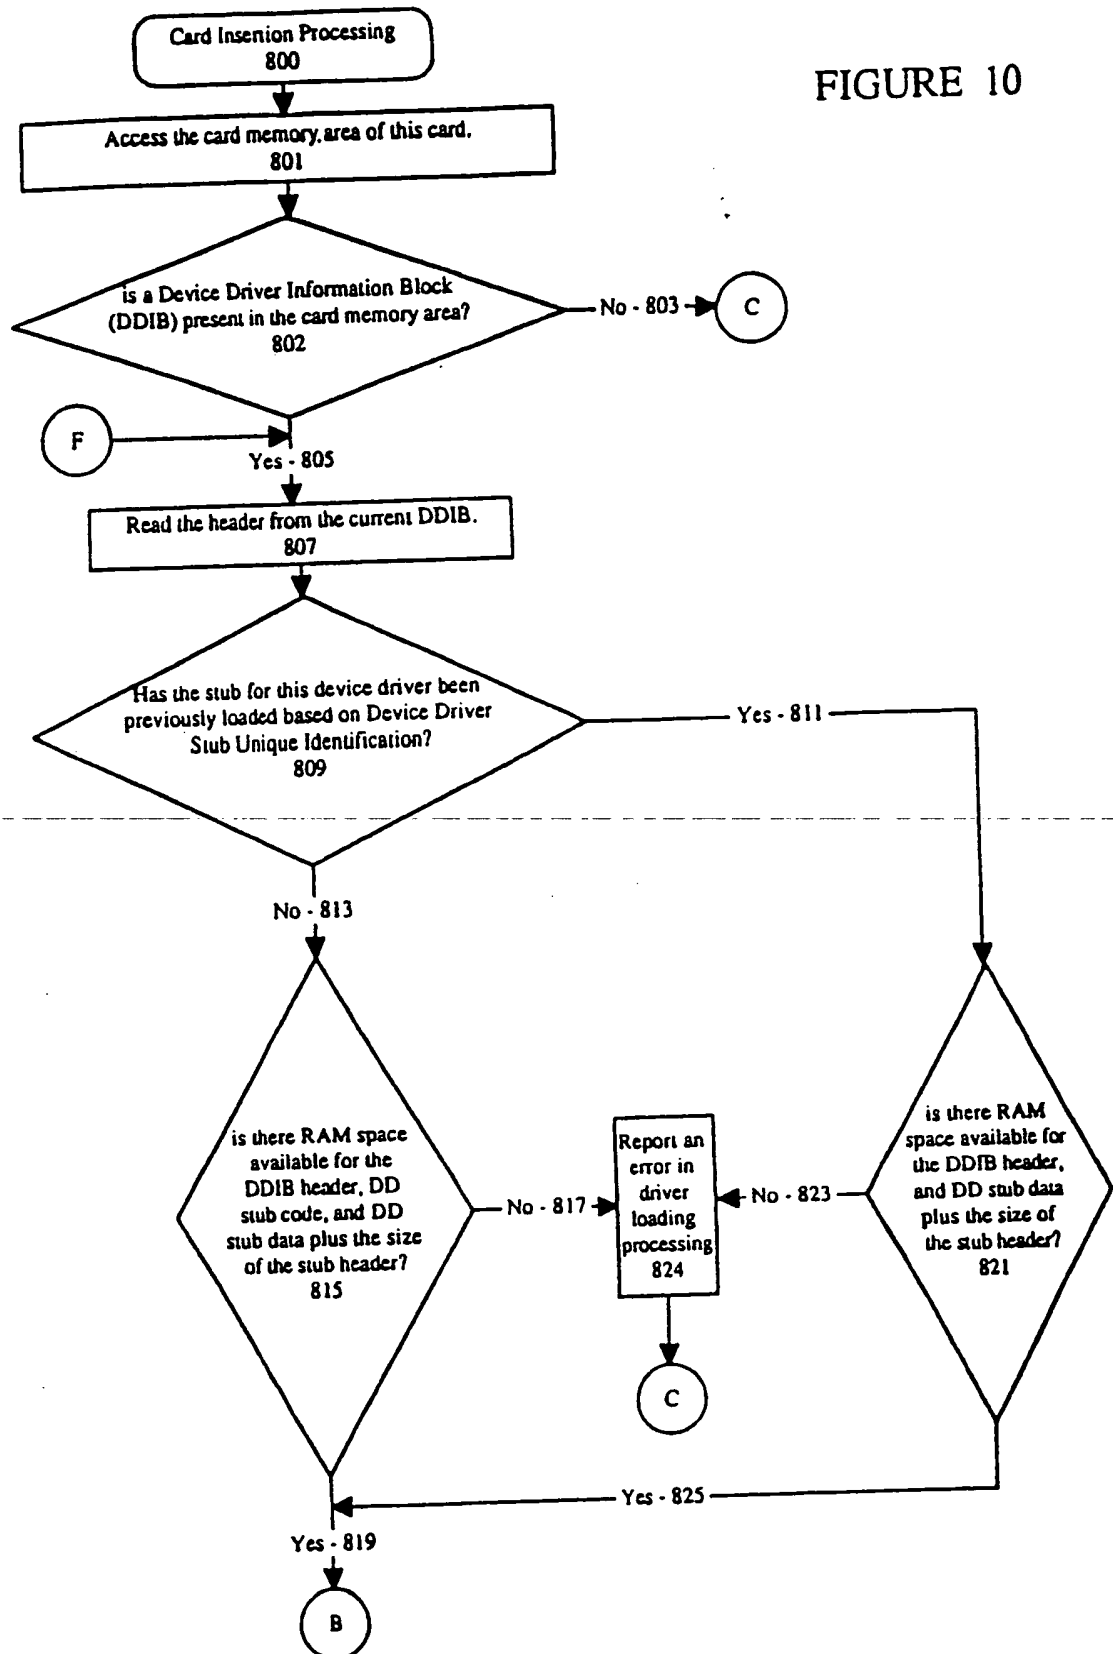 Card Insertion Processing
800
FIGURE 10
Access the card memory area of this card.
801
is a Device Driver Information Block
(DDIB) present in the card memory area?
802
No - 803
C
F
Yes - 805
Read the header from the current DDIB.
807
Has the stub for this device driver been
previously loaded based on Device Driver
Stub Unique Identification?
809
Yes - 811
No - 813
is there RAM space
available for the
DDIB header, DD
stub code, and DD
stub data plus the size
of the stub header?
815
No - 817
Report an
error in
driver
loading
processing
824
No - 823
is there RAM
space available for
the DDIB header,
and DD stub data
plus the size of
the stub header?
821
C
Yes - 825
Yes - 819
B